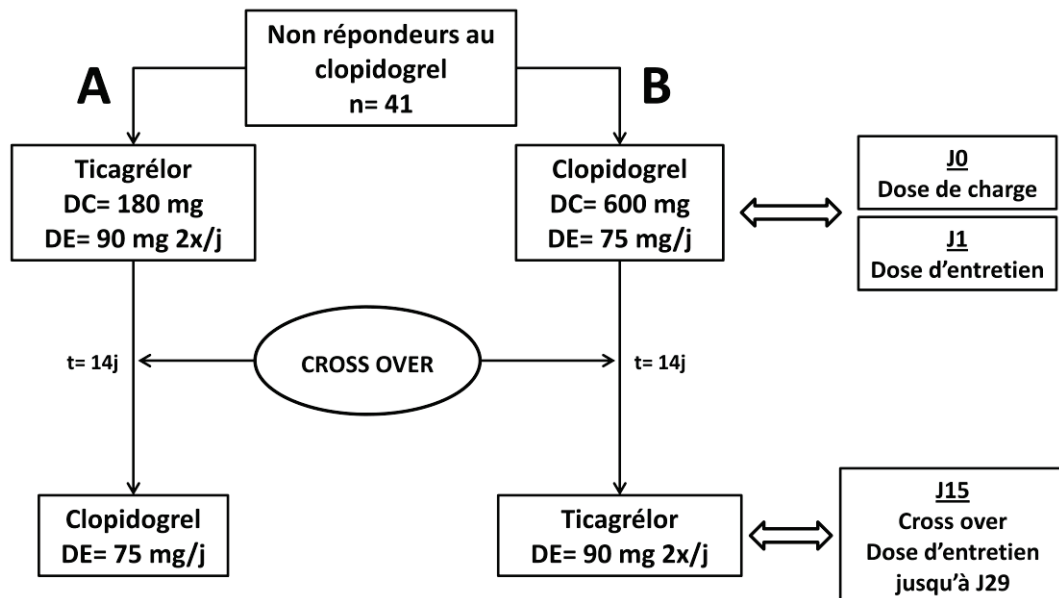 Non répondeurs au
clopidogrel
n= 41
A
B
Ticagrélor
DC= 180 mg
DE= 90 mg 2x/j
Clopidogrel
DC= 600 mg
DE= 75 mg/j
J0
Dose de charge
J1
Dose d'entretien
t= 14j
CROSS OVER
t= 14j
Clopidogrel
DE= 75 mg/j
Ticagrélor
DE= 90 mg 2x/j
J15
Cross over
Dose d'entretien
jusqu'à J29